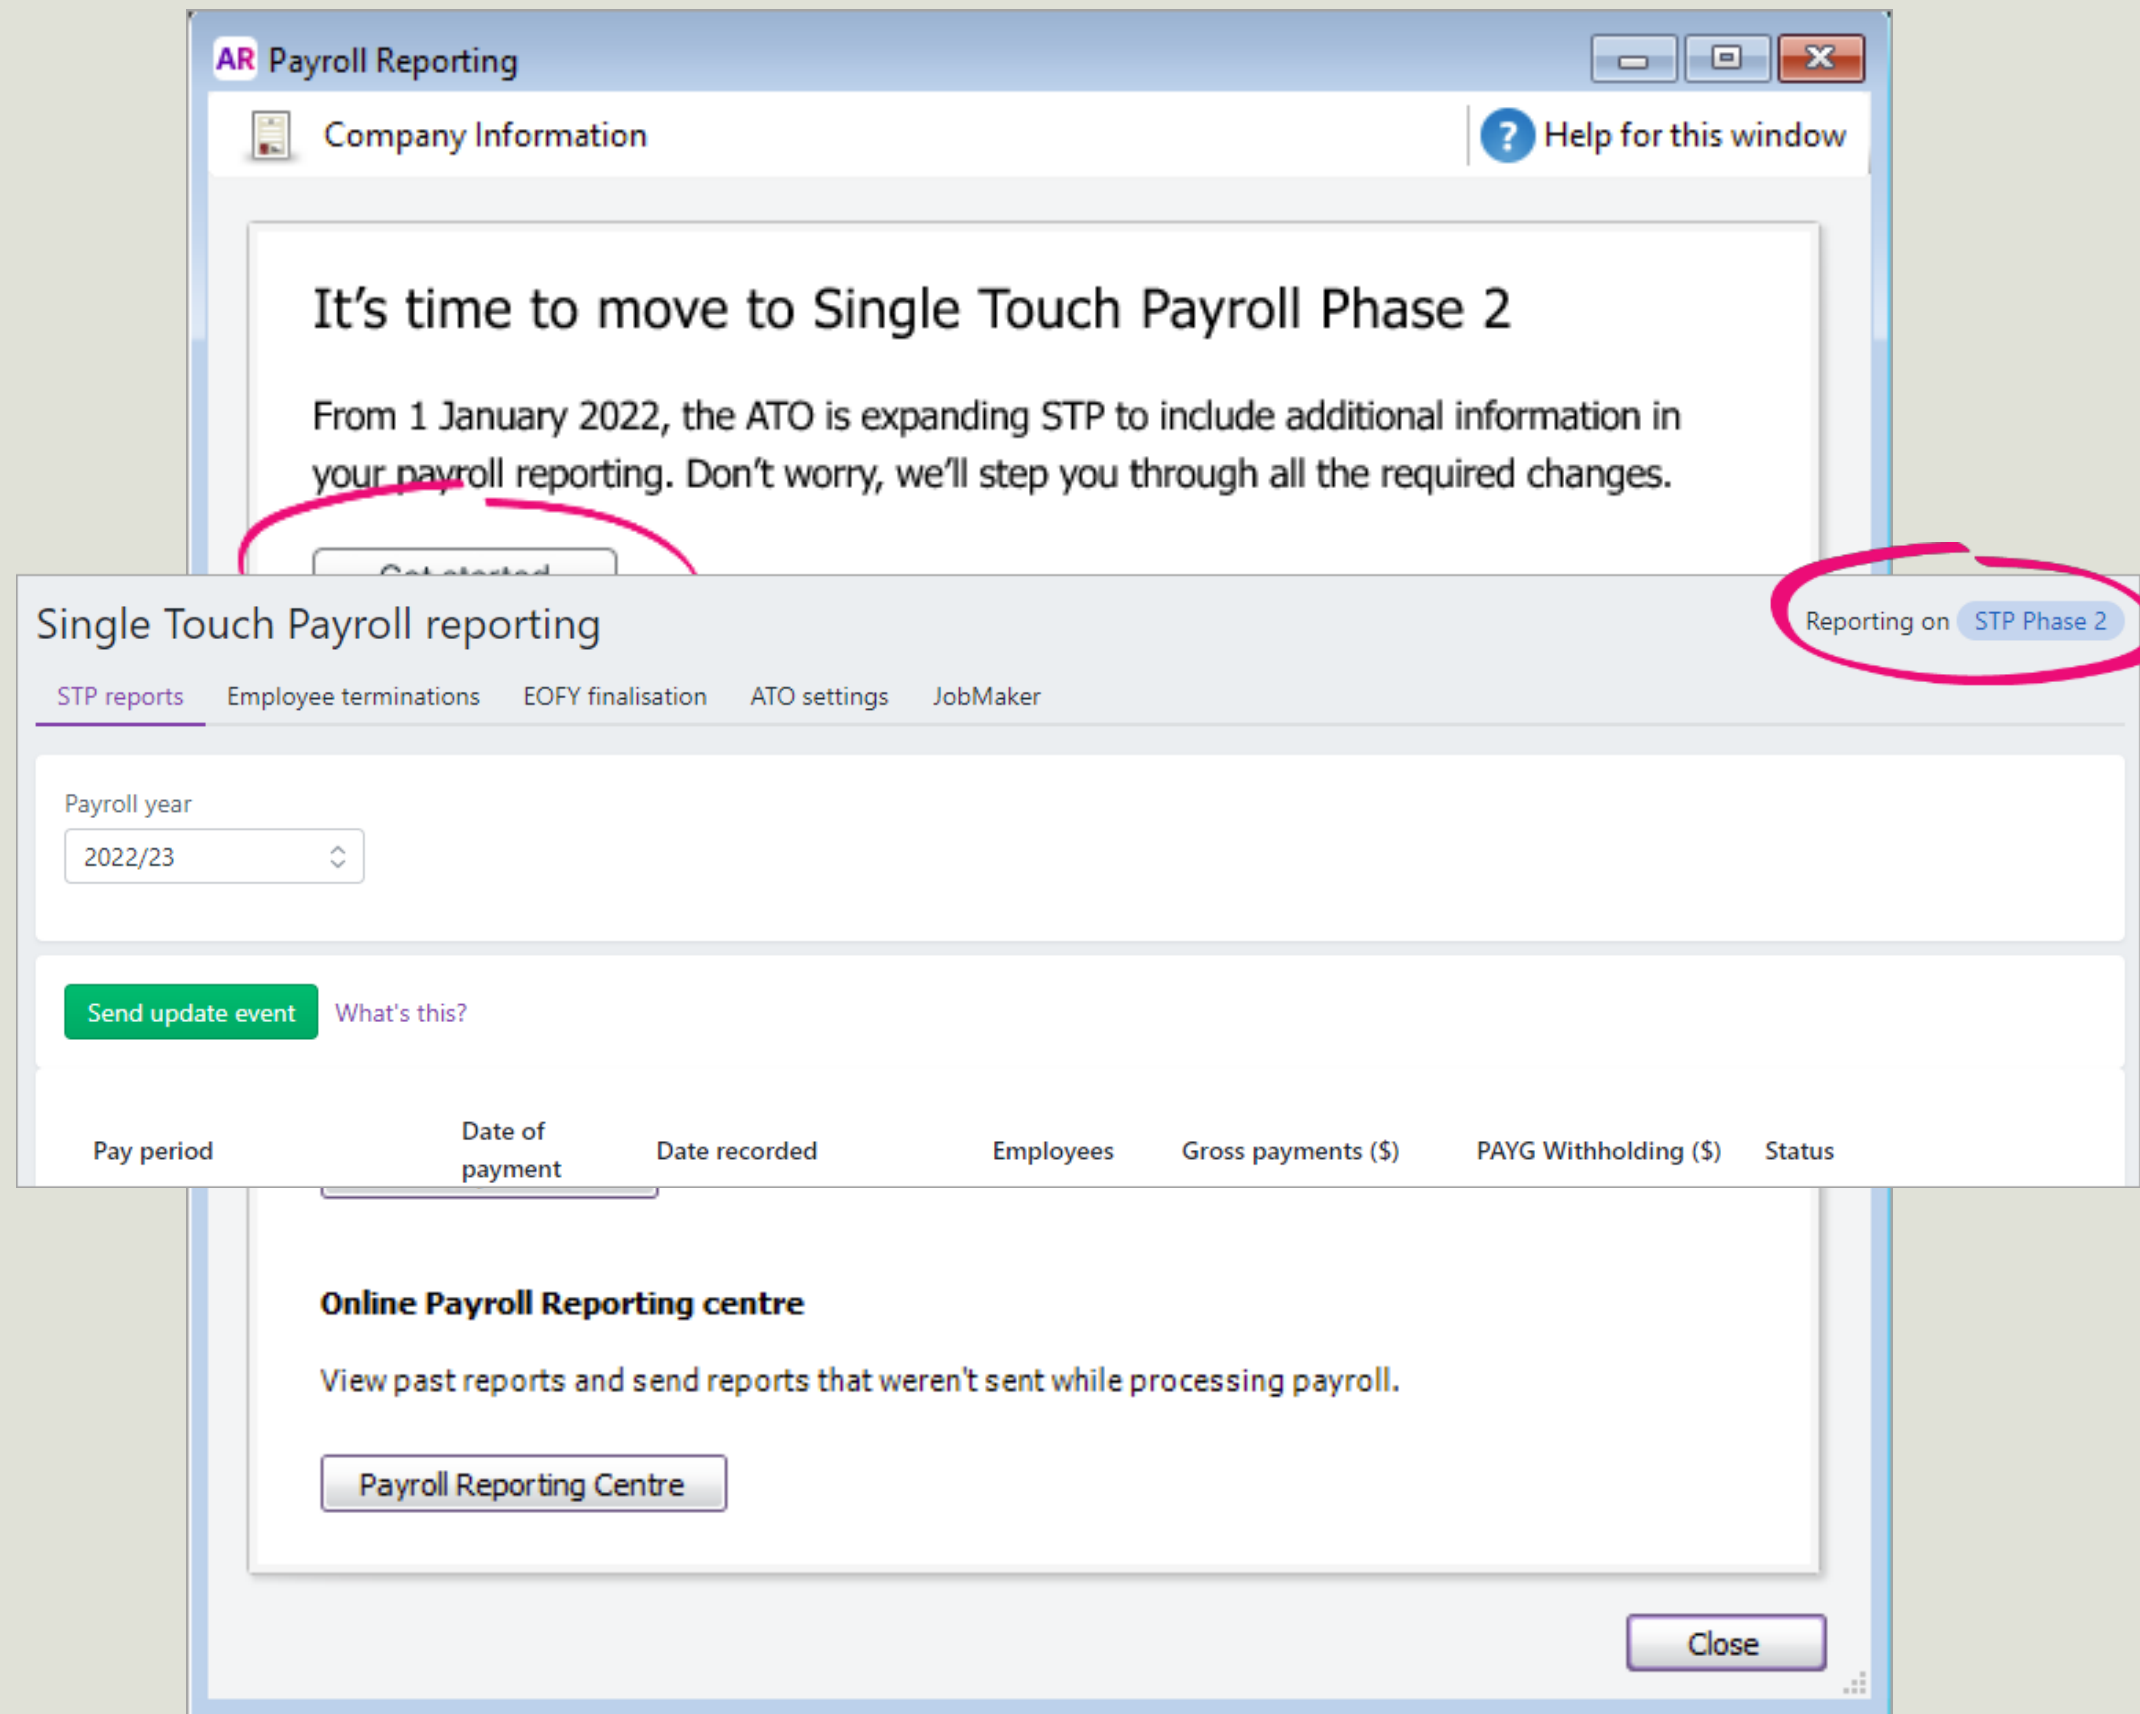 AR Payroll Reporting
Company Information
? Help for this window
It's time to move to Single Touch Payroll Phase 2
From 1 January 2022, the ATO is expanding STP to include additional information in
your payroll reporting. Don't worry, we'll step you through all the required changes.
Get started
Single Touch Payroll reporting
Reporting on STP Phase 2
STP reports Employee terminations EOFY finalisation ATO settings JobMaker
Payroll year
2022/23
Send update event What's this?
Pay period Date of payment Date recorded Employees Gross payments ($) PAYG Withholding ($) Status
Online Payroll Reporting centre
View past reports and send reports that weren't sent while processing payroll.
Payroll Reporting Centre
Close